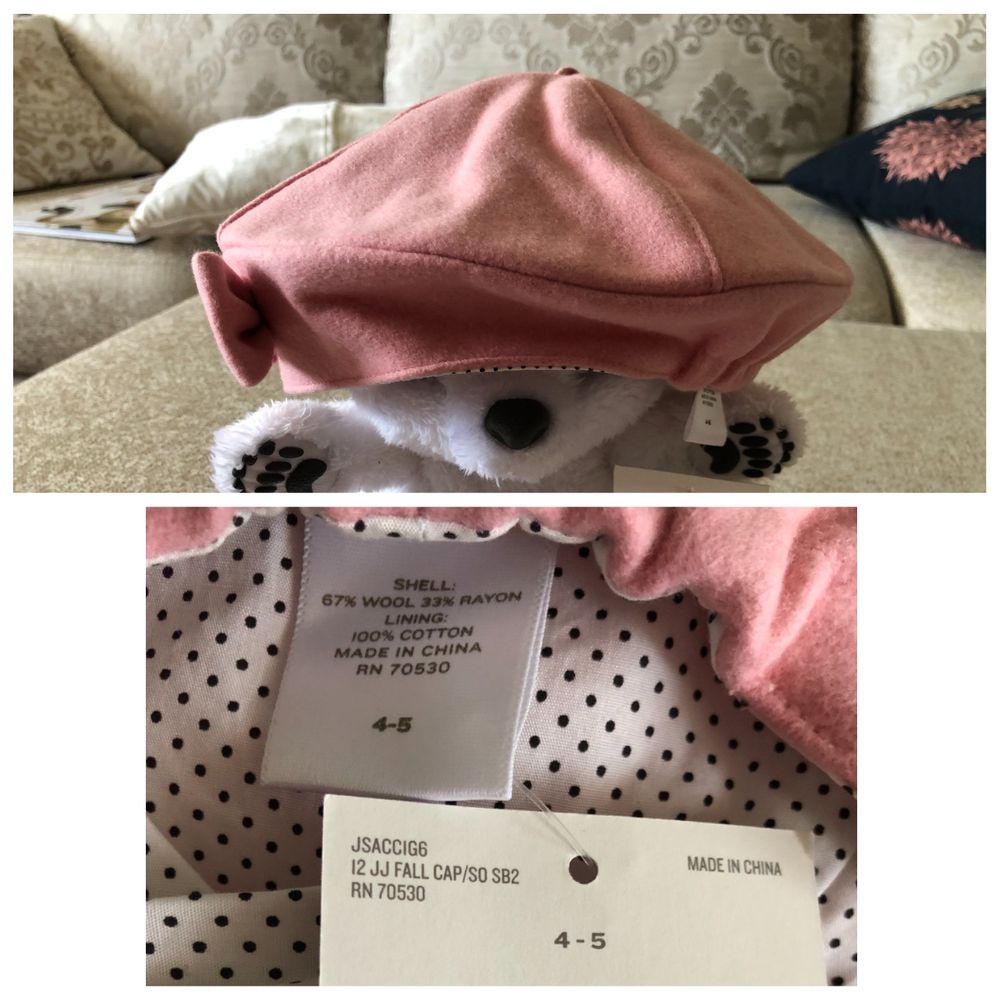 SHELL:
67% WOOL 33% RAYON
LINING:
100% COTTON
MADE IN CHINA
RN 70530
4-5
JSACCIG6
12 JJ FALL CAP/SO SB2
RN 70530
MADE IN CHINA
4-5